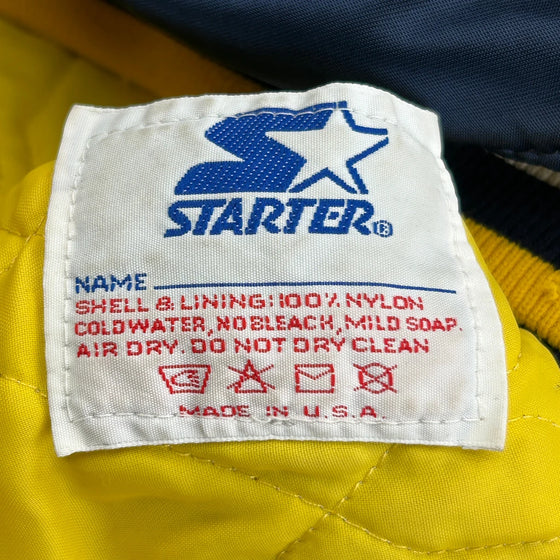 STARTER®
NAME
SHELL & LINING: 100% NYLON
COLD WATER, NO BLEACH, MILD SOAP.
AIR DRY. DO NOT DRY CLEAN
MADE IN U.S.A.